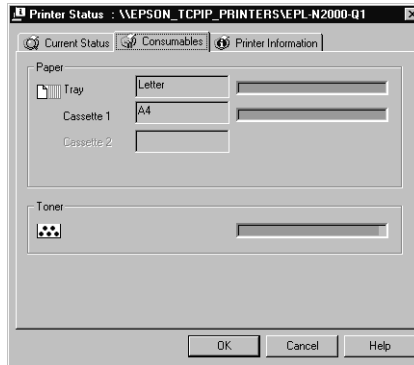 Printer Status : \\EPSON_TCPIP_PRINTERS\EPL-N2000-Q1
Current Status Consumables Printer Information
Paper
Tray Letter
Cassette 1 A4
Cassette 2
Toner
OK Cancel Help